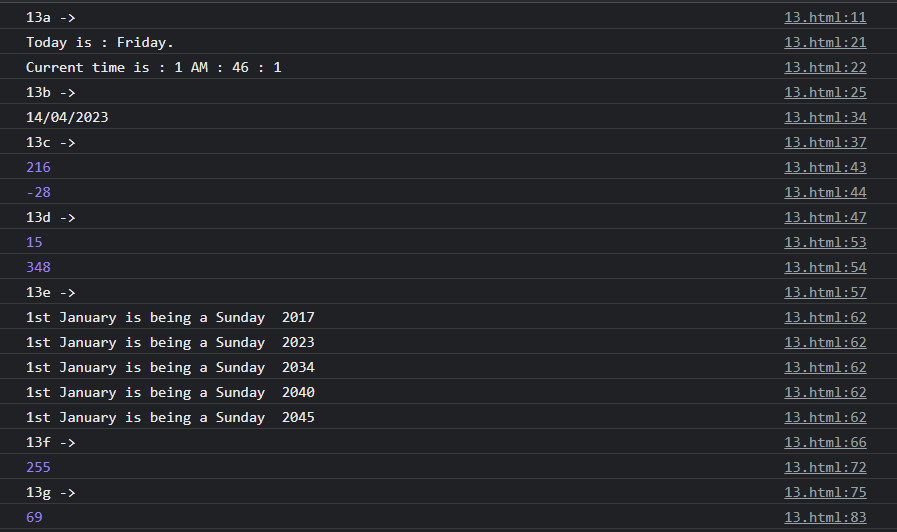 13a -> 13.html:11
Today is : Friday. 13.html:21
Current time is : 1 AM : 46 : 1 13.html:22
13b -> 13.html:25
14/04/2023 13.html:34
13c -> 13.html:37
216 13.html:43
-28 13.html:44
13d -> 13.html:47
15 13.html:53
348 13.html:54
13e -> 13.html:57
1st January is being a Sunday  2017 13.html:62
1st January is being a Sunday  2023 13.html:62
1st January is being a Sunday  2034 13.html:62
1st January is being a Sunday  2040 13.html:62
1st January is being a Sunday  2045 13.html:62
13f -> 13.html:66
255 13.html:72
13g -> 13.html:75
69 13.html:83